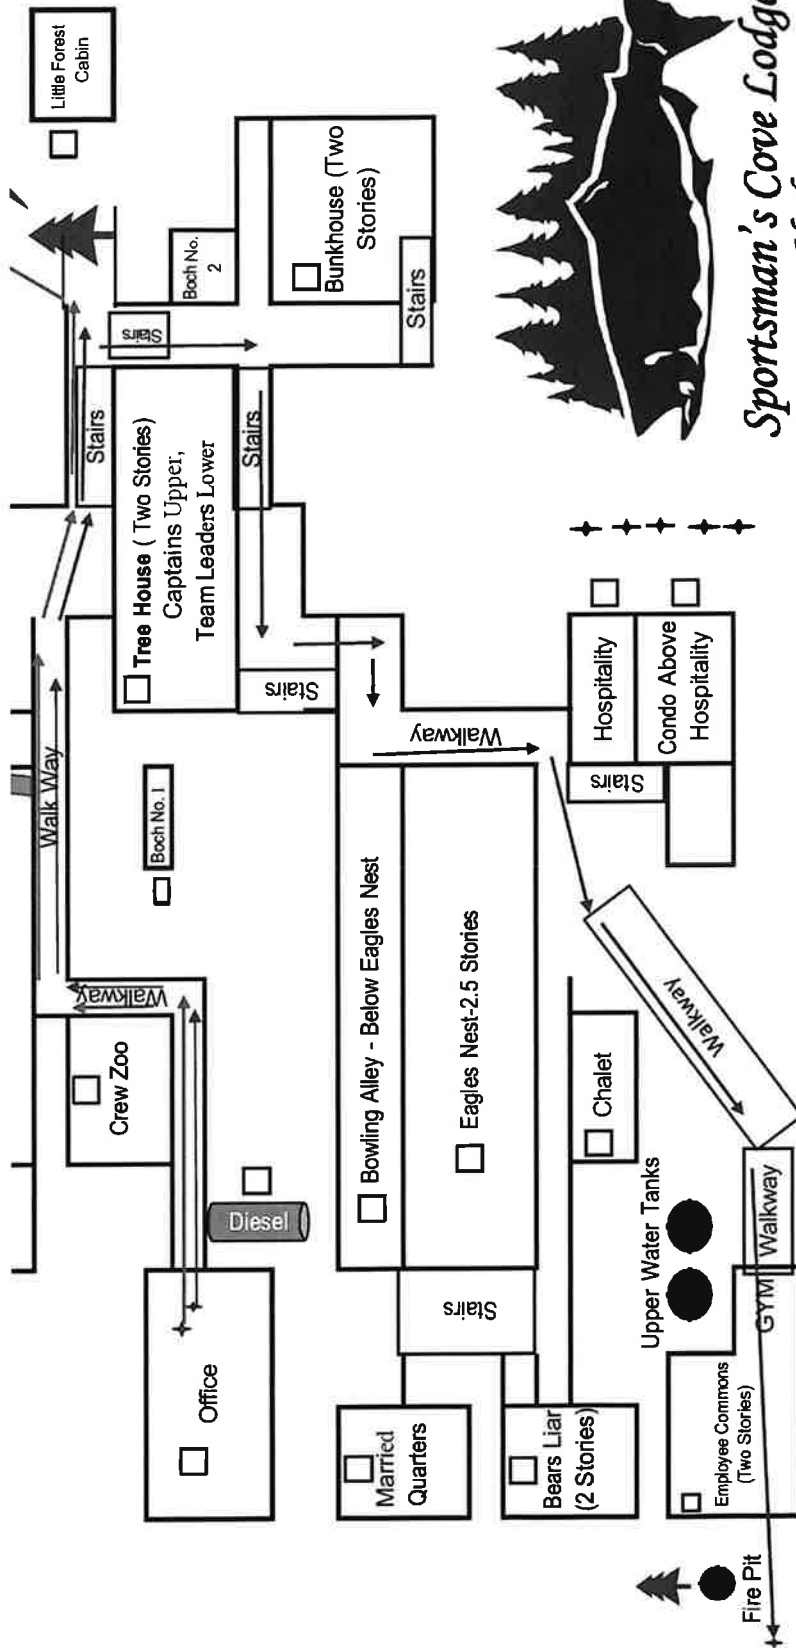 Little Forest
Cabin
Walk Way
Stairs
Walkway
Crew Zoo
Stairs
Boch No. 1
Tree House ( Two Stories)
Captains Upper,
Team Leaders Lower
Boch No.
2
Office
Diesel
Stairs
Stairs
Bunkhouse (Two
Stories)
Stairs
Married
Quarters
Bowling Alley - Below Eagles Nest
Stairs
Eagles Nest-2.5 Stories
Walkway
Bears Liar
(2 Stories)
Chalet
Stairs
Hospitality
Condo Above
Hospitality
Upper Water Tanks
Walkway
Employee Commons
(Two Stories)
GYM
Walkway
Fire Pit
Sportsman's Cove Lodge